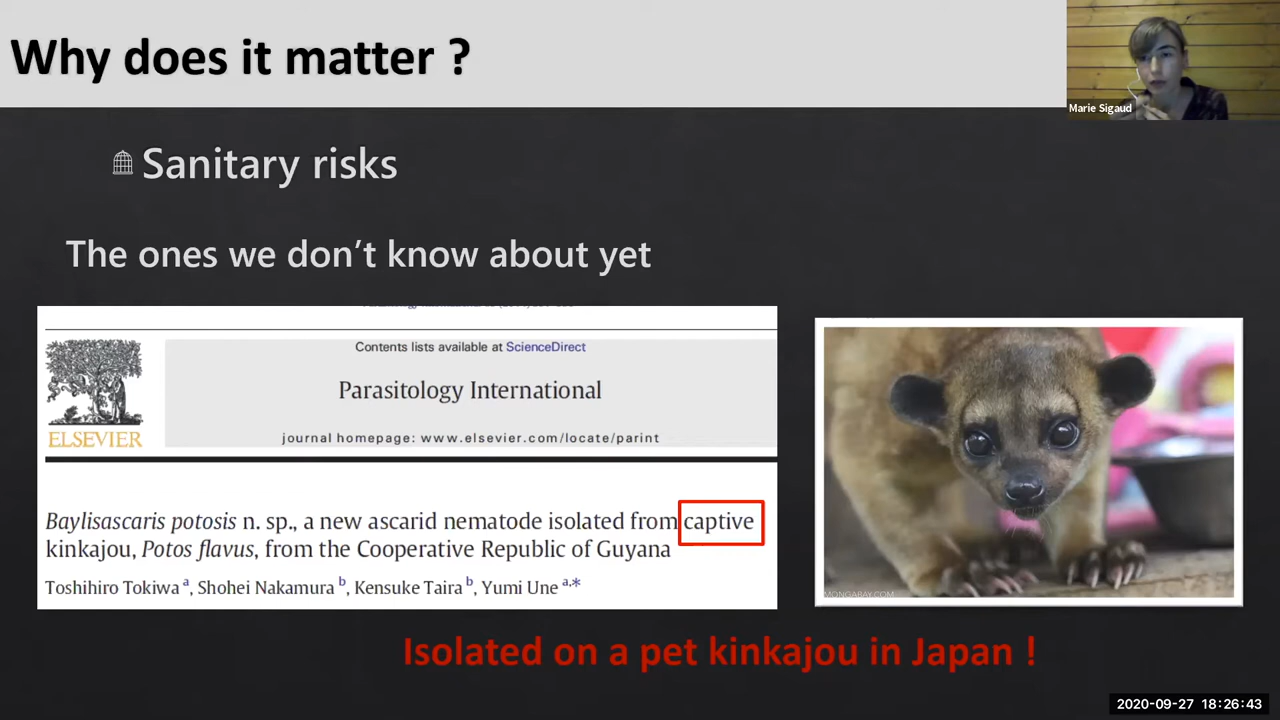 Why does it matter ?
Marie Sigaud
Sanitary risks
The ones we don’t know about yet
Contents lists available at ScienceDirect
Parasitology International
journal homepage: www.elsevier.com/locate/parint
ELSEVIER
Baylisascaris potosis n. sp., a new ascarid nematode isolated from captive
kinkajou, Potos flavus, from the Cooperative Republic of Guyana
Toshihiro Tokiwa a, Shohei Nakamura b, Kensuke Taira b, Yumi Une a,*
MONGABAY.COM
Isolated on a pet kinkajou in Japan !
2020-09-27 18:26:43